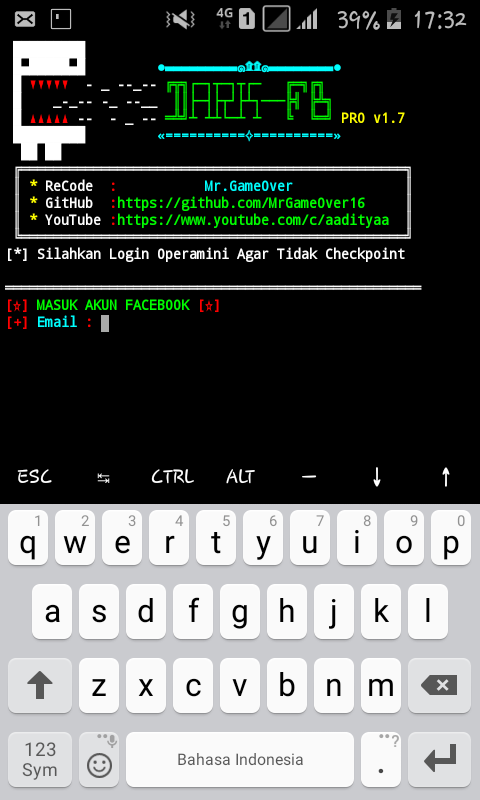 4G 1 39% 17:32
DARK-FB
PRO v1.7
* ReCode : Mr.GameOver
* GitHub :https://github.com/MrGameOver16
* YouTube :https://www.youtube.com/c/aadityaa
[*] Silahkan Login Operamini Agar Tidak Checkpoint
[☆] MASUK AKUN FACEBOOK [☆]
[+] Email :
ESC ↹ CTRL ALT – ↓ ↑
1 2 3 4 5 6 7 8 9 0
q w e r t y u i o p
a s d f g h j k l
z x c v b n m
123 Sym Bahasa Indonesia . ?